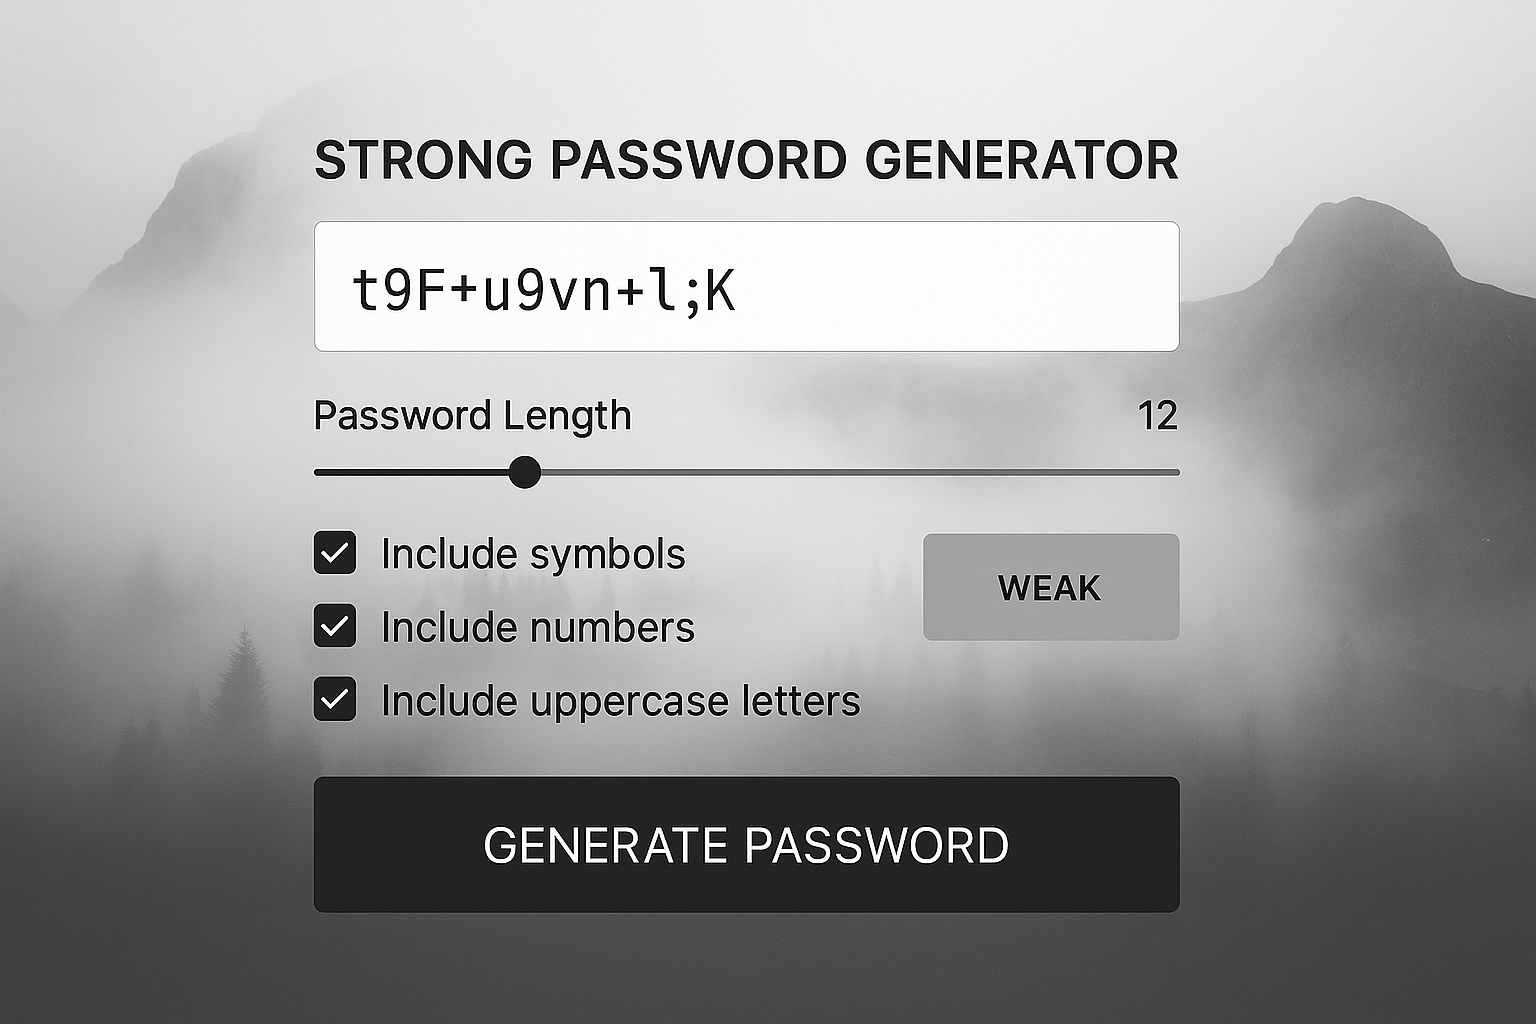 STRONG PASSWORD GENERATOR
t9F+u9vn+l;K
Password Length 12
Include symbols
WEAK
Include numbers
Include uppercase letters
GENERATE PASSWORD